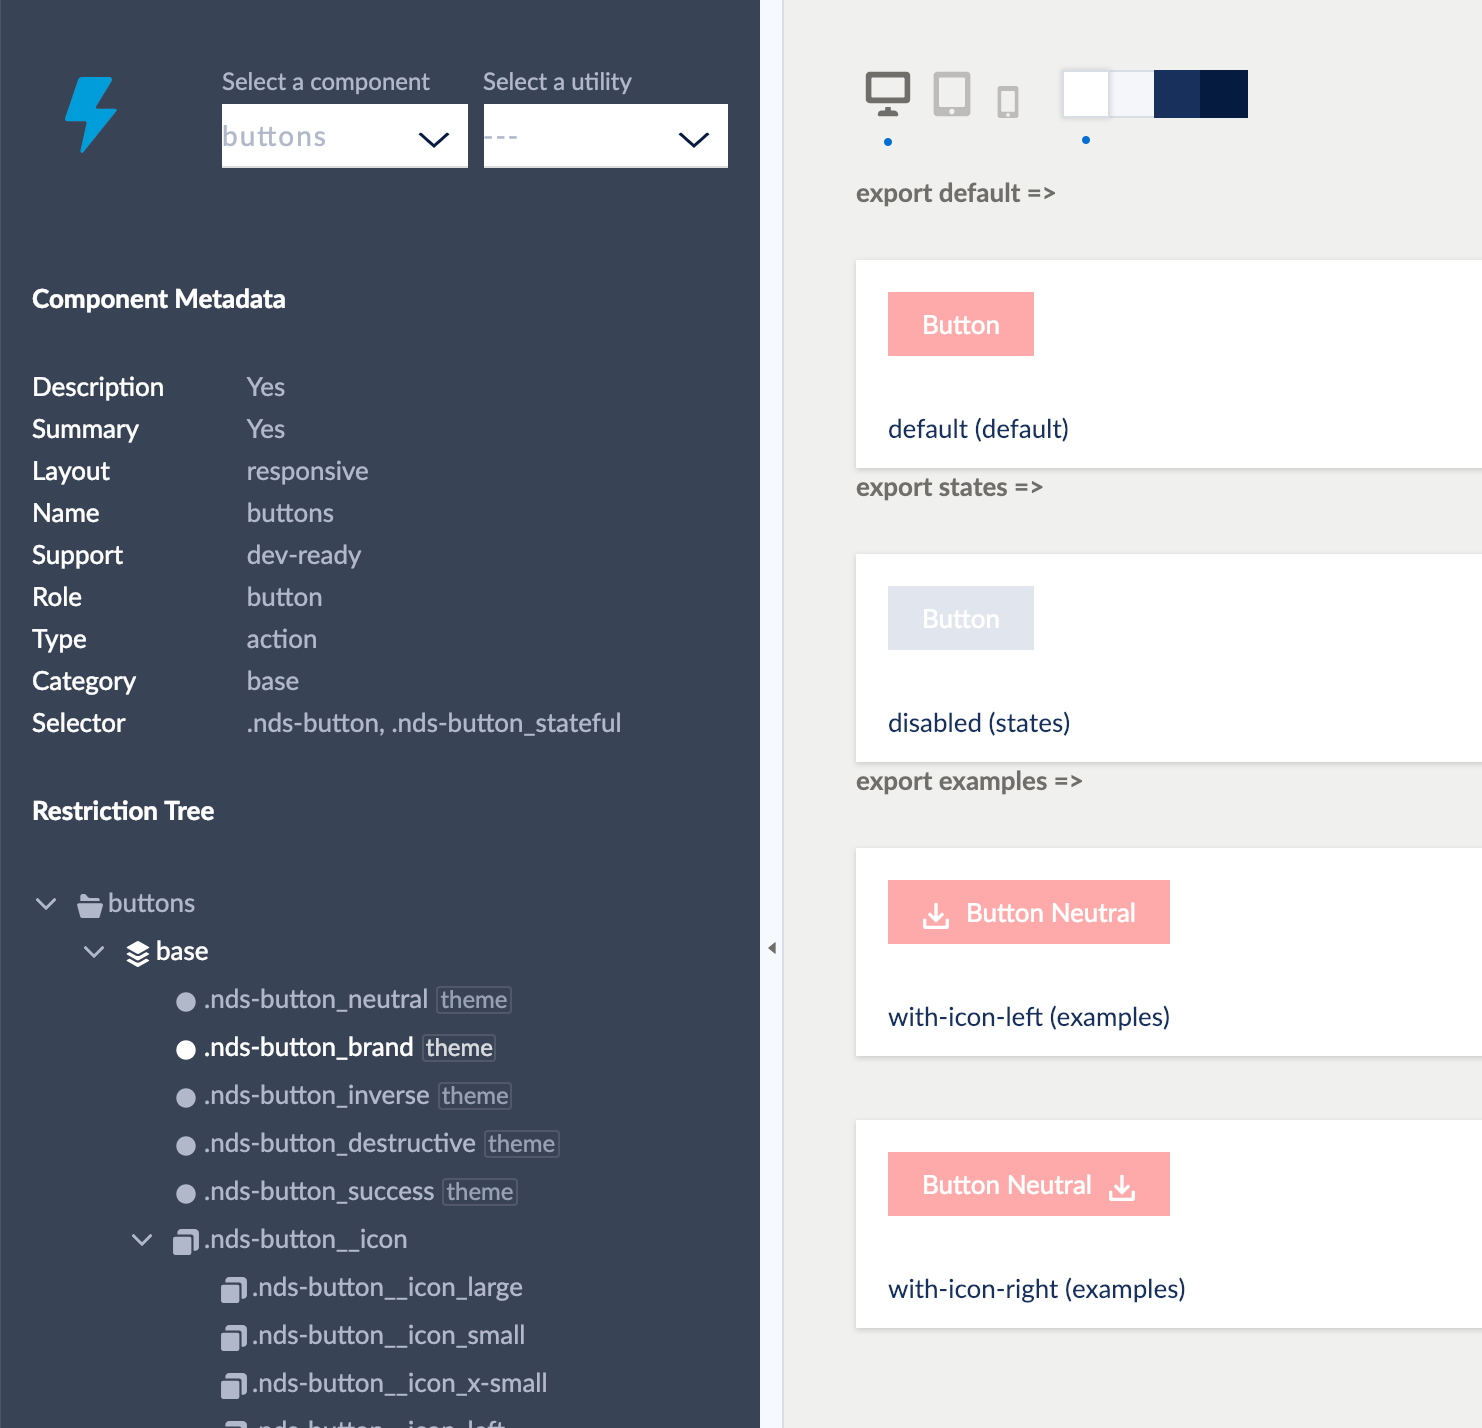 Select a component
Select a utility
buttons
---
Component Metadata
Description Yes
Summary Yes
Layout responsive
Name buttons
Support dev-ready
Role button
Type action
Category base
Selector .nds-button, .nds-button_stateful
Restriction Tree
buttons
base
.nds-button_neutral theme
.nds-button_brand theme
.nds-button_inverse theme
.nds-button_destructive theme
.nds-button_success theme
.nds-button__icon
.nds-button__icon_large
.nds-button__icon_small
.nds-button__icon_x-small
.nds-button__icon_left
export default =>
Button
default (default)
export states =>
Button
disabled (states)
export examples =>
Button Neutral
with-icon-left (examples)
Button Neutral
with-icon-right (examples)